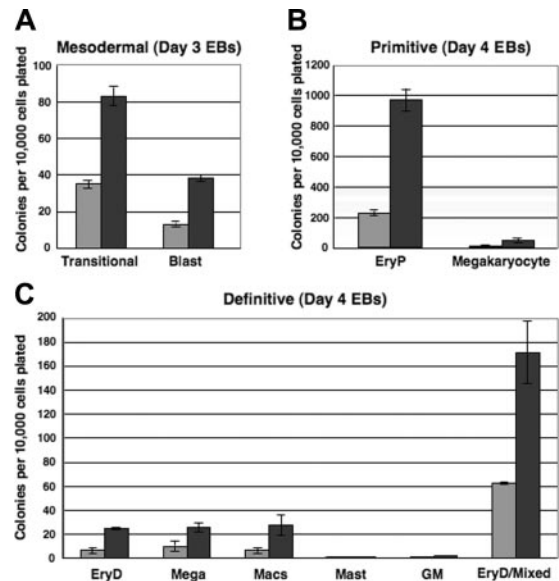 A
Mesodermal (Day 3 EBs)
Colonies per 10,000 cells plated
100
80
60
40
20
0
Transitional Blast
B
Primitive (Day 4 EBs)
Colonies per 10,000 cells plated
1200
1000
800
600
400
200
0
EryP Megakaryocyte
C
Definitive (Day 4 EBs)
Colonies per 10,000 cells plated
200
180
160
140
120
100
80
60
40
20
0
EryD Mega Macs Mast GM EryD/Mixed